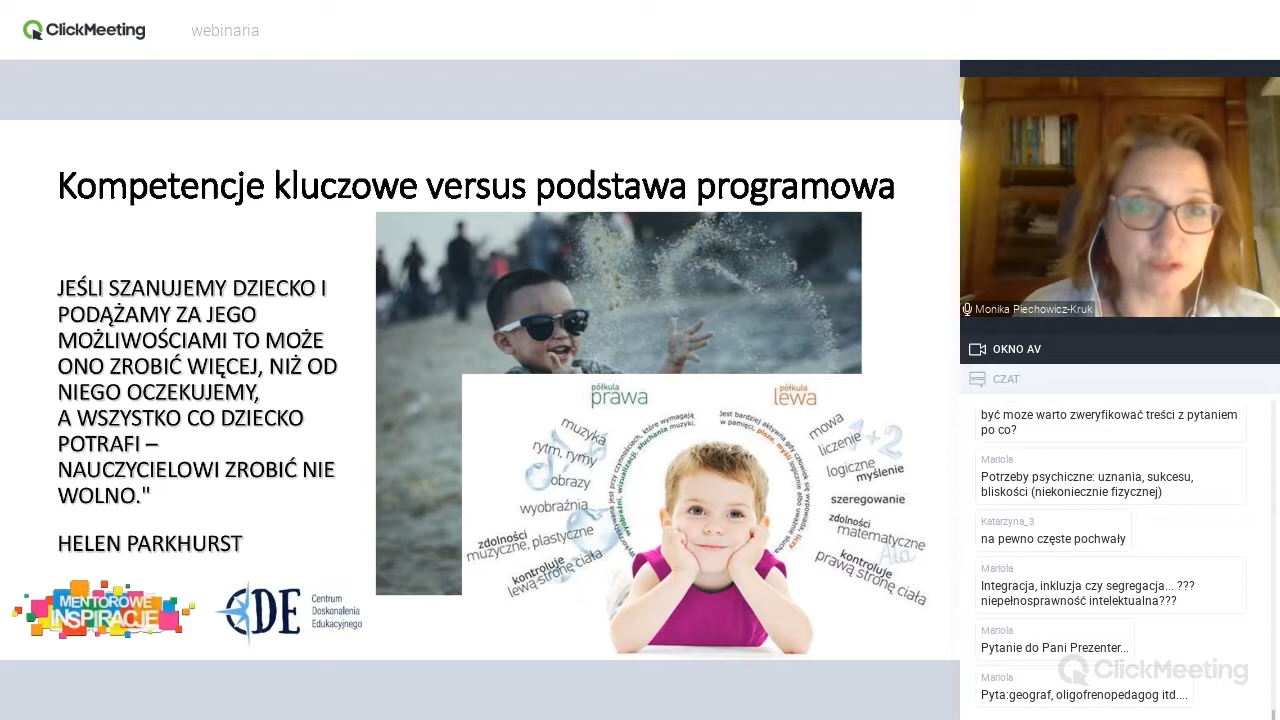 ClickMeeting
webinaria
Kompetencje kluczowe versus podstawa programowa
JEŚLI SZANUJEMY DZIECKO I
PODĄŻAMY ZA JEGO
MOŻLIWOŚCIAMI TO MOŻE
ONO ZROBIĆ WIĘCEJ, NIŻ OD
NIEGO OCZEKUJEMY,
A WSZYSTKO CO DZIECKO
POTRAFI –
NAUCZYCIELOWI ZROBIĆ NIE
WOLNO."
HELEN PARKHURST
MENTOROWE
INSPIRACJE
CDE
Centrum
Doskonalenia
Edukacyjnego
półkula
prawa
muzyka
rytm, rymy
obrazy
wyobraźnia
zdolności
muzyczne, plastyczne
kontroluje
lewą stronę ciała
półkula
lewa
mowa
liczenie
1×2
logiczne
myślenie
szeregowanie
zdolności
matematyczne
Ala
kontroluje
prawą stronę ciała
Monika Piechowicz-Kruk
OKNO AV
CZAT
być moze warto zweryfikować treści z pytaniem
po co?
Mariola
Potrzeby psychiczne: uznania, sukcesu,
bliskości (niekoniecznie fizycznej)
Katarzyna_3
na pewno częste pochwały
Mariola
Integracja, inkluzja czy segregacja... ???
niepełnosprawność intelektualna???
Mariola
Pytanie do Pani Prezenter...
Mariola
Pyta:geograf, oligofrenopedagog itd....
ClickMeeting